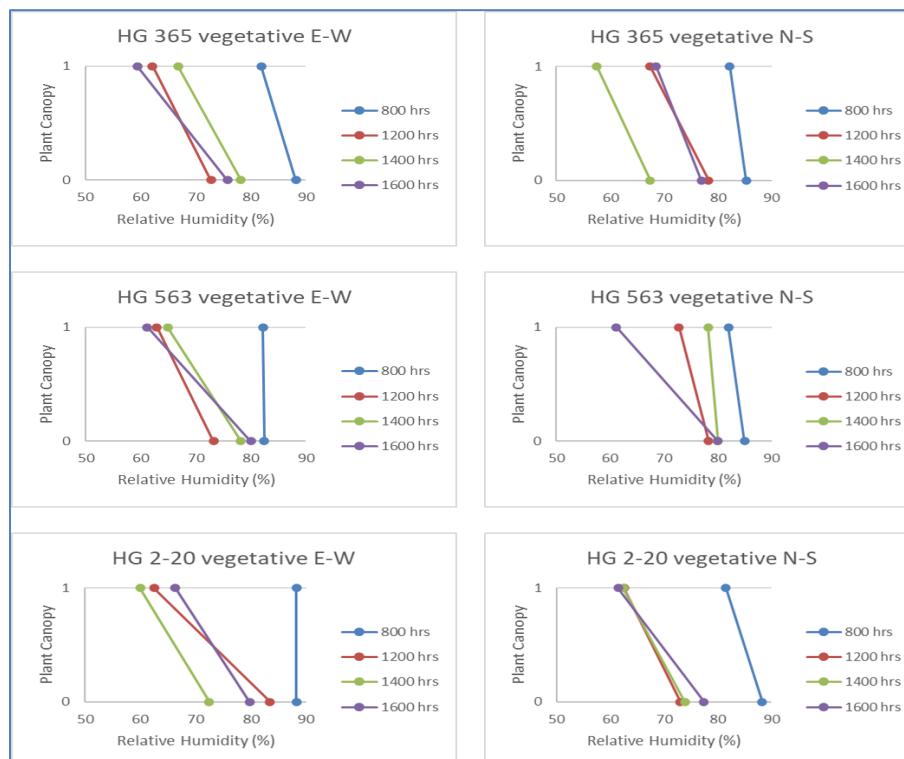 HG 365 vegetative E-W
1
0
Plant Canopy
50 60 70 80 90
Relative Humidity (%)
800 hrs
1200 hrs
1400 hrs
1600 hrs
HG 365 vegetative N-S
1
0
Plant Canopy
50 60 70 80 90
Relative Humidity (%)
800 hrs
1200 hrs
1400 hrs
1600 hrs
HG 563 vegetative E-W
1
0
Plant Canopy
50 60 70 80 90
Relative Humidity (%)
800 hrs
1200 hrs
1400 hrs
1600 hrs
HG 563 vegetative N-S
1
0
Plant Canopy
50 60 70 80 90
Relative Humidity (%)
800 hrs
1200 hrs
1400 hrs
1600 hrs
HG 2-20 vegetative E-W
1
0
Plant Canopy
50 60 70 80 90
Relative Humidity (%)
800 hrs
1200 hrs
1400 hrs
1600 hrs
HG 2-20 vegetative N-S
1
0
Plant Canopy
50 60 70 80 90
Relative Humidity (%)
800 hrs
1200 hrs
1400 hrs
1600 hrs